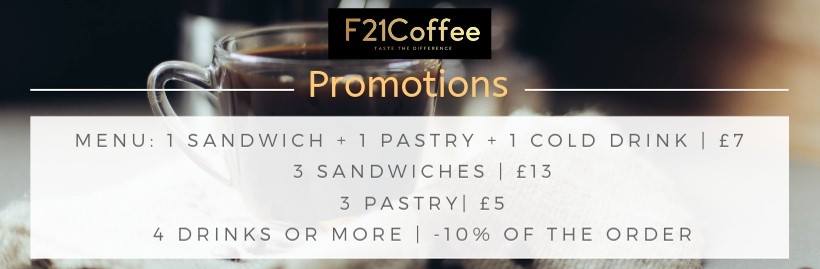 F21Coffee
TASTE THE DIFFERENCE
Promotions
MENU: 1 SANDWICH + 1 PASTRY + 1 COLD DRINK | £7
3 SANDWICHES | £13
3 PASTRY| £5
4 DRINKS OR MORE | -10% OF THE ORDER